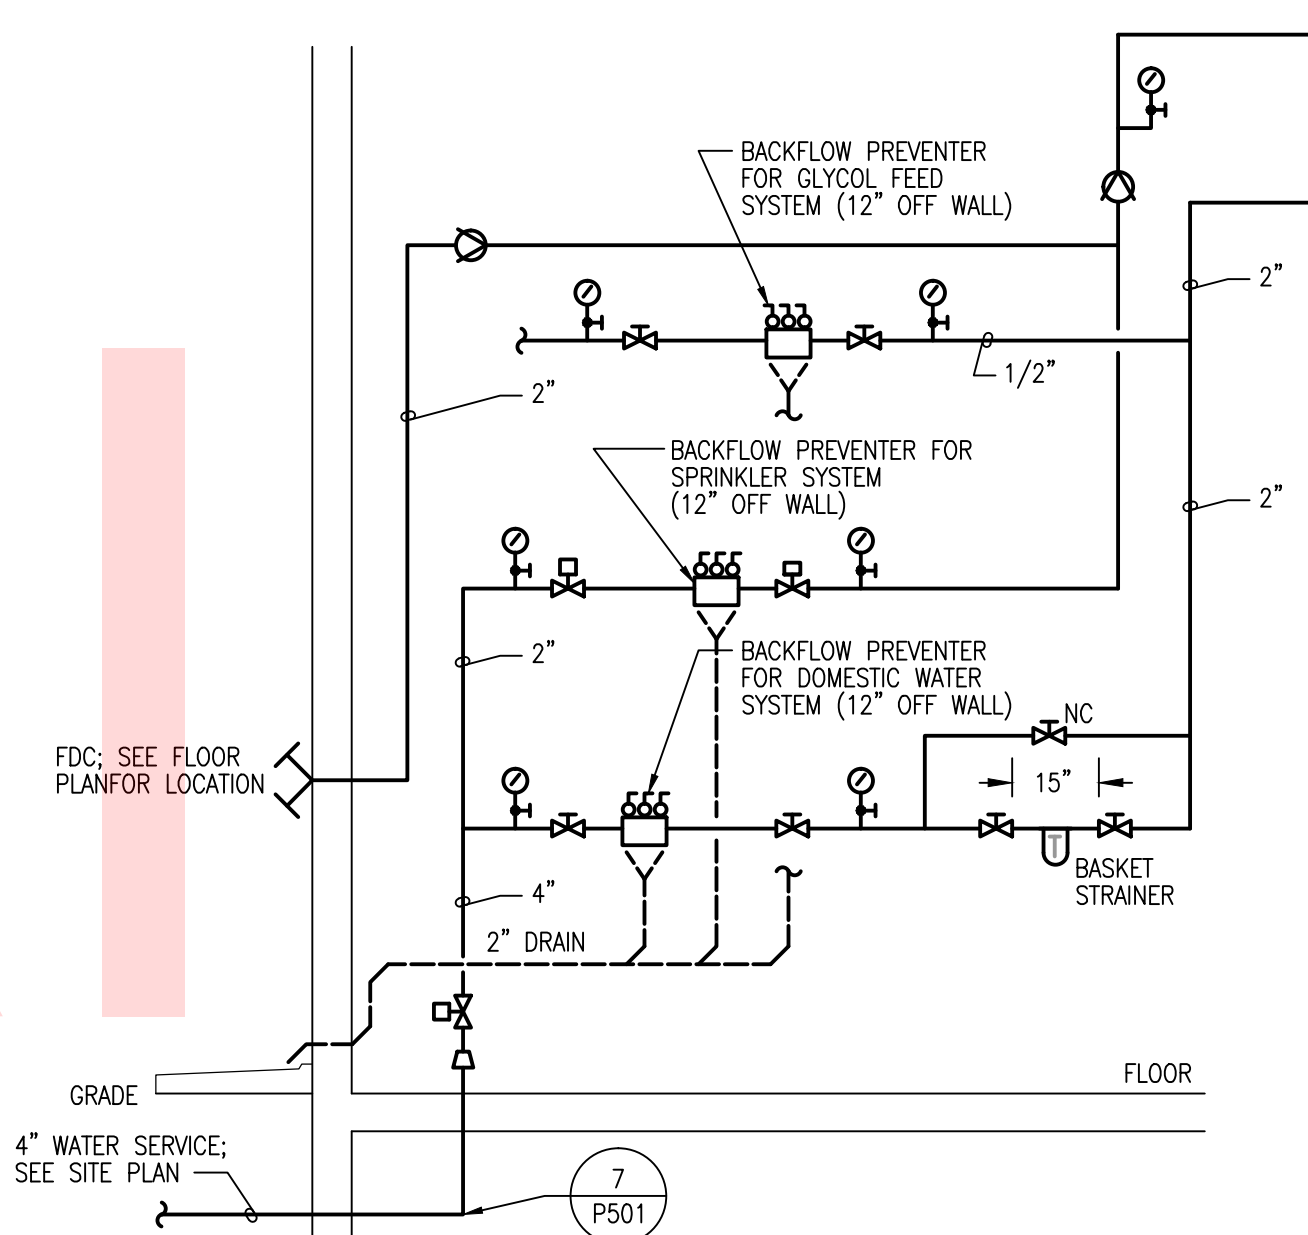 BACKFLOW PREVENTER
FOR GLYCOL FEED
SYSTEM (12" OFF WALL)
2"
1/2"
2"
BACKFLOW PREVENTER FOR
SPRINKLER SYSTEM
(12" OFF WALL)
2"
2"
BACKFLOW PREVENTER
FOR DOMESTIC WATER
SYSTEM (12" OFF WALL)
NC
FDC; SEE FLOOR
PLANFOR LOCATION
15"
T
BASKET
STRAINER
4"
2" DRAIN
FLOOR
GRADE
4" WATER SERVICE;
SEE SITE PLAN
7
P501